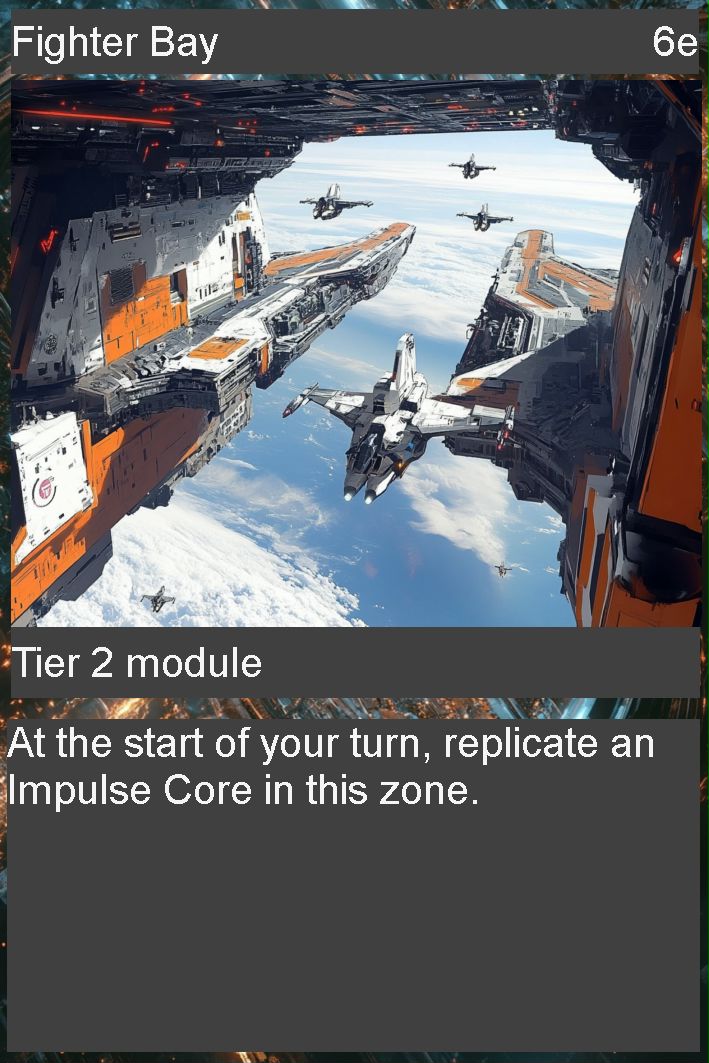 Fighter Bay 6e
Tier 2 module
At the start of your turn, replicate an
Impulse Core in this zone.